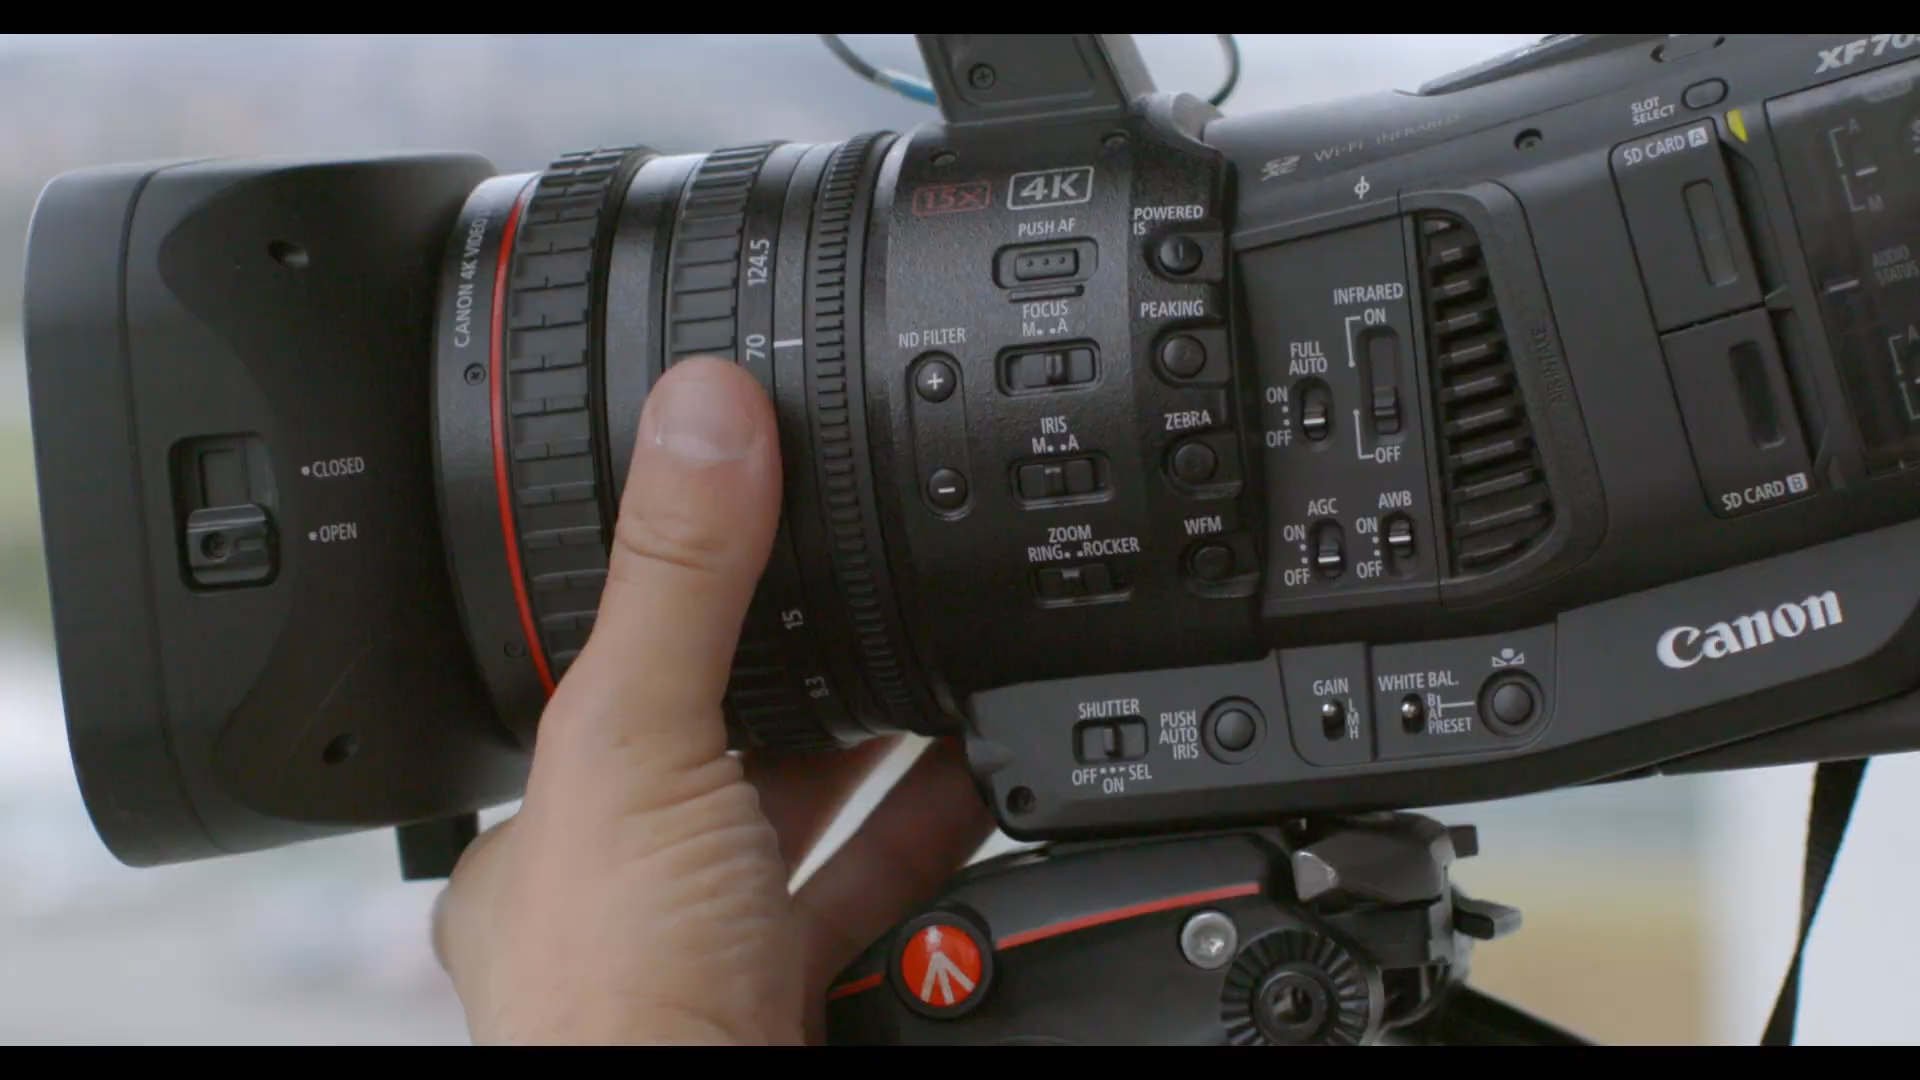 XF70
SLOT
SELECT
SD CARD A
WI-FI INFRARED
15X 4K
PUSH AF
POWERED
IS
CANON 4K VIDEO
124.5
70
15
8.3
FOCUS
M A
PEAKING
ND FILTER
+
-
INFRARED
ON
OFF
FULL
AUTO
ON
OFF
IRIS
M A
ZEBRA
CLOSED
OPEN
ZOOM
RING ROCKER
WFM
AGC
ON
OFF
AWB
ON
OFF
SD CARD B
A
M
AUDIO
STATUS
A
Canon
SHUTTER
OFF ON SEL
PUSH
AUTO
IRIS
GAIN
L
M
H
WHITE BAL.
B
A
PRESET